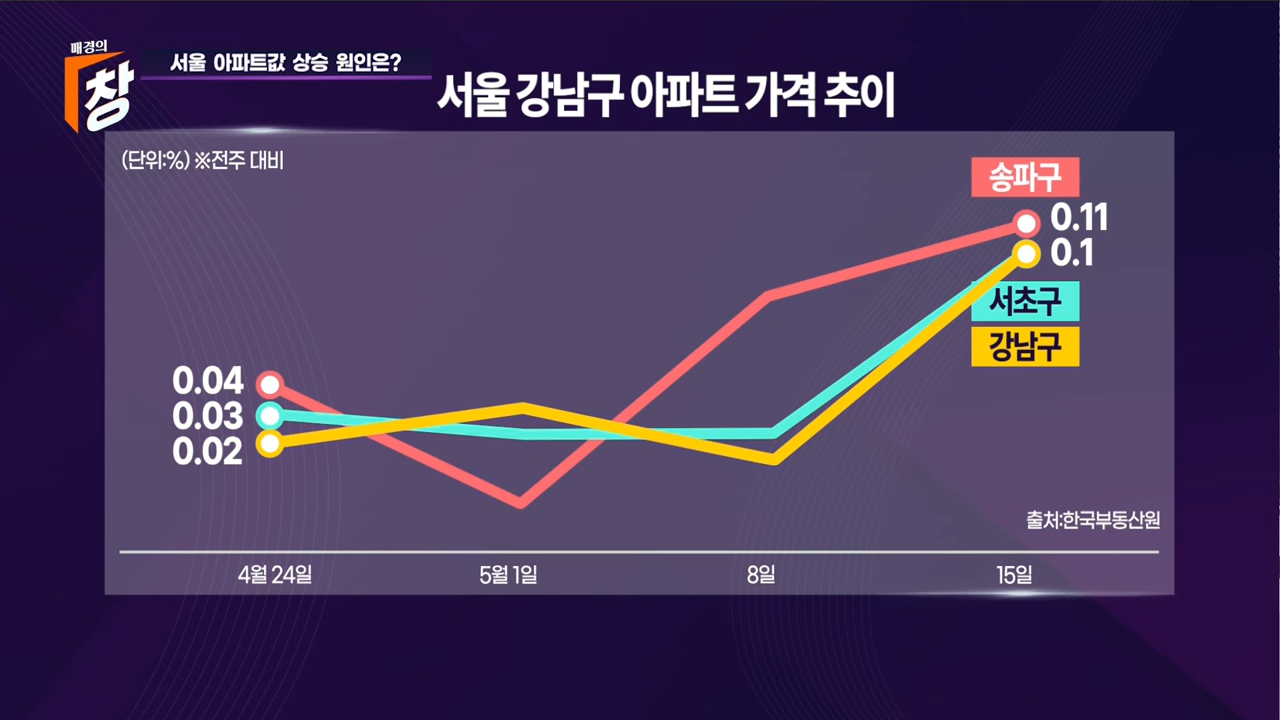 매경의
창
서울 아파트값 상승 원인은?
서울 강남구 아파트 가격 추이
(단위:%) ※전주 대비
송파구
0.11
0.1
서초구
강남구
0.04
0.03
0.02
출처:한국부동산원
4월 24일 5월 1일 8일 15일